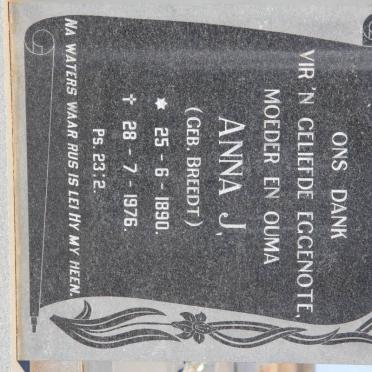 ONS DANK
VIR 'N GELIEFDE EGGENOTE,
MOEDER EN OUMA
ANNA J.
(GEB. BREEDT)
* 25 - 6 - 1890.
† 28 - 7 - 1976.
PS. 23:2.
NA WATERS WAAR RUS IS LEI HY MY HEEN.